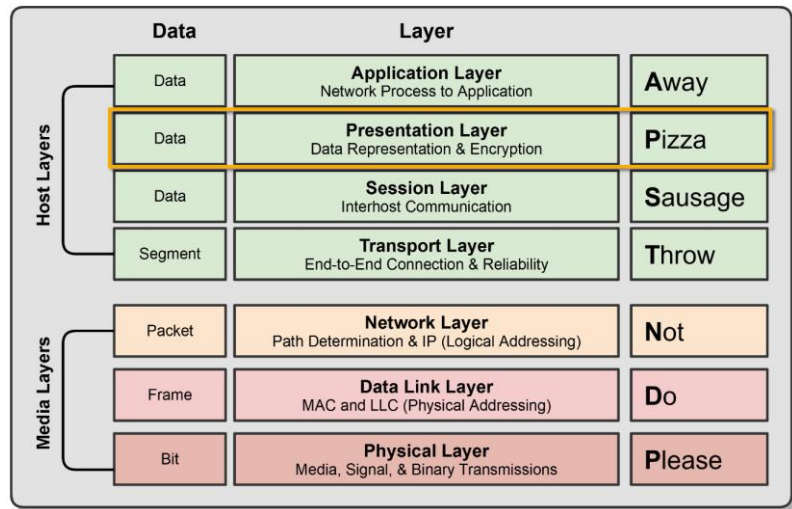 Data Layer
Host Layers
Data
Application Layer
Network Process to Application
Away
Data
Presentation Layer
Data Representation & Encryption
Pizza
Data
Session Layer
Interhost Communication
Sausage
Segment
Transport Layer
End-to-End Connection & Reliability
Throw
Media Layers
Packet
Network Layer
Path Determination & IP (Logical Addressing)
Not
Frame
Data Link Layer
MAC and LLC (Physical Addressing)
Do
Bit
Physical Layer
Media, Signal, & Binary Transmissions
Please